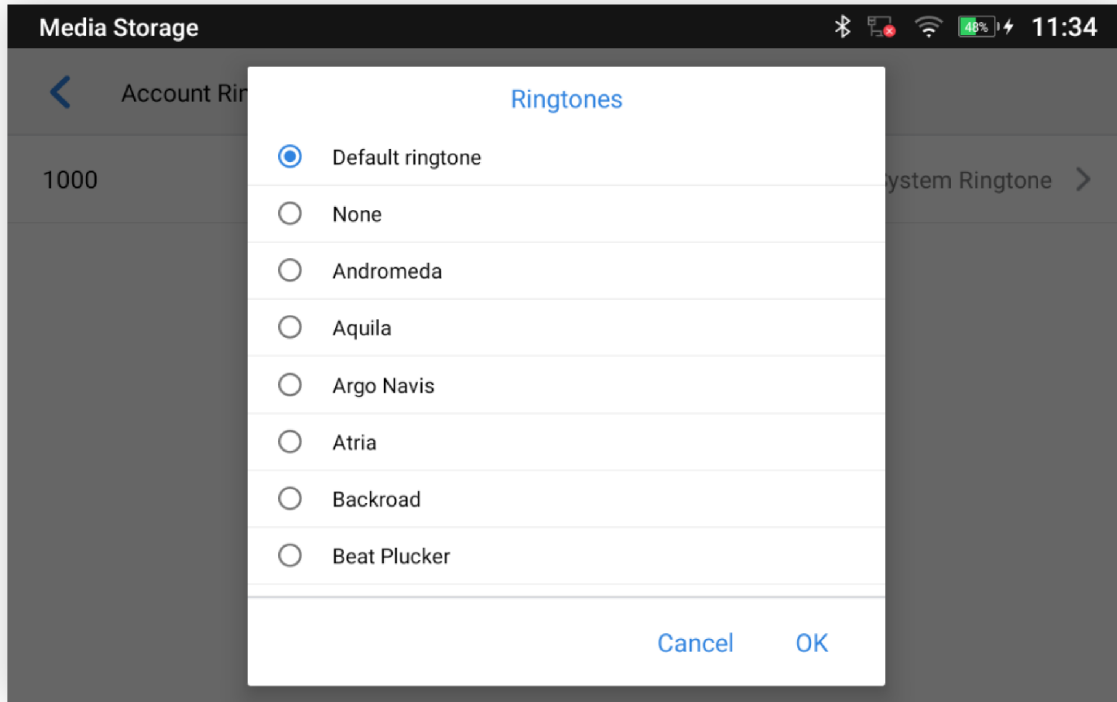 Media Storage 48% 11:34
Account Rin
Ringtones
Default ringtone
1000
System Ringtone
None
Andromeda
Aquila
Argo Navis
Atria
Backroad
Beat Plucker
Cancel OK